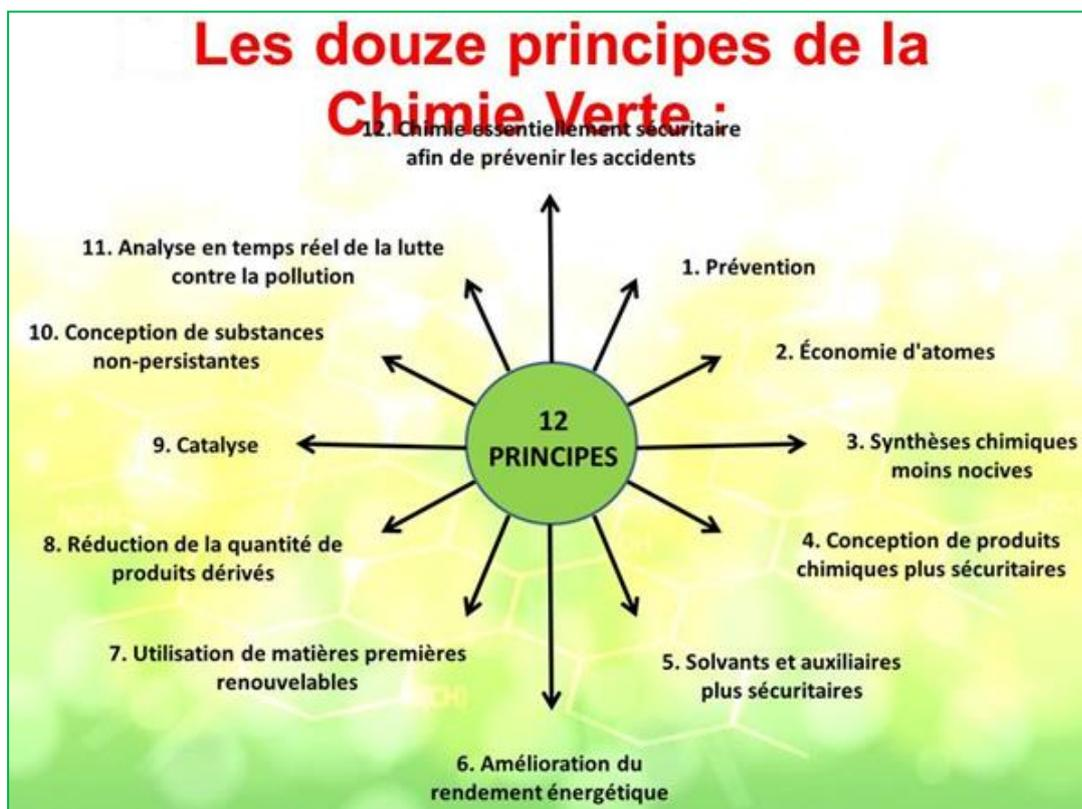 Les douze principes de la
Chimie Verte :
12. Chimie essentiellement sécuritaire
afin de prévenir les accidents
11. Analyse en temps réel de la lutte
contre la pollution
1. Prévention
10. Conception de substances
non-persistantes
2. Économie d'atomes
12
PRINCIPES
9. Catalyse
3. Synthèses chimiques
moins nocives
8. Réduction de la quantité de
produits dérivés
4. Conception de produits
chimiques plus sécuritaires
7. Utilisation de matières premières
renouvelables
5. Solvants et auxiliaires
plus sécuritaires
6. Amélioration du
rendement énergétique